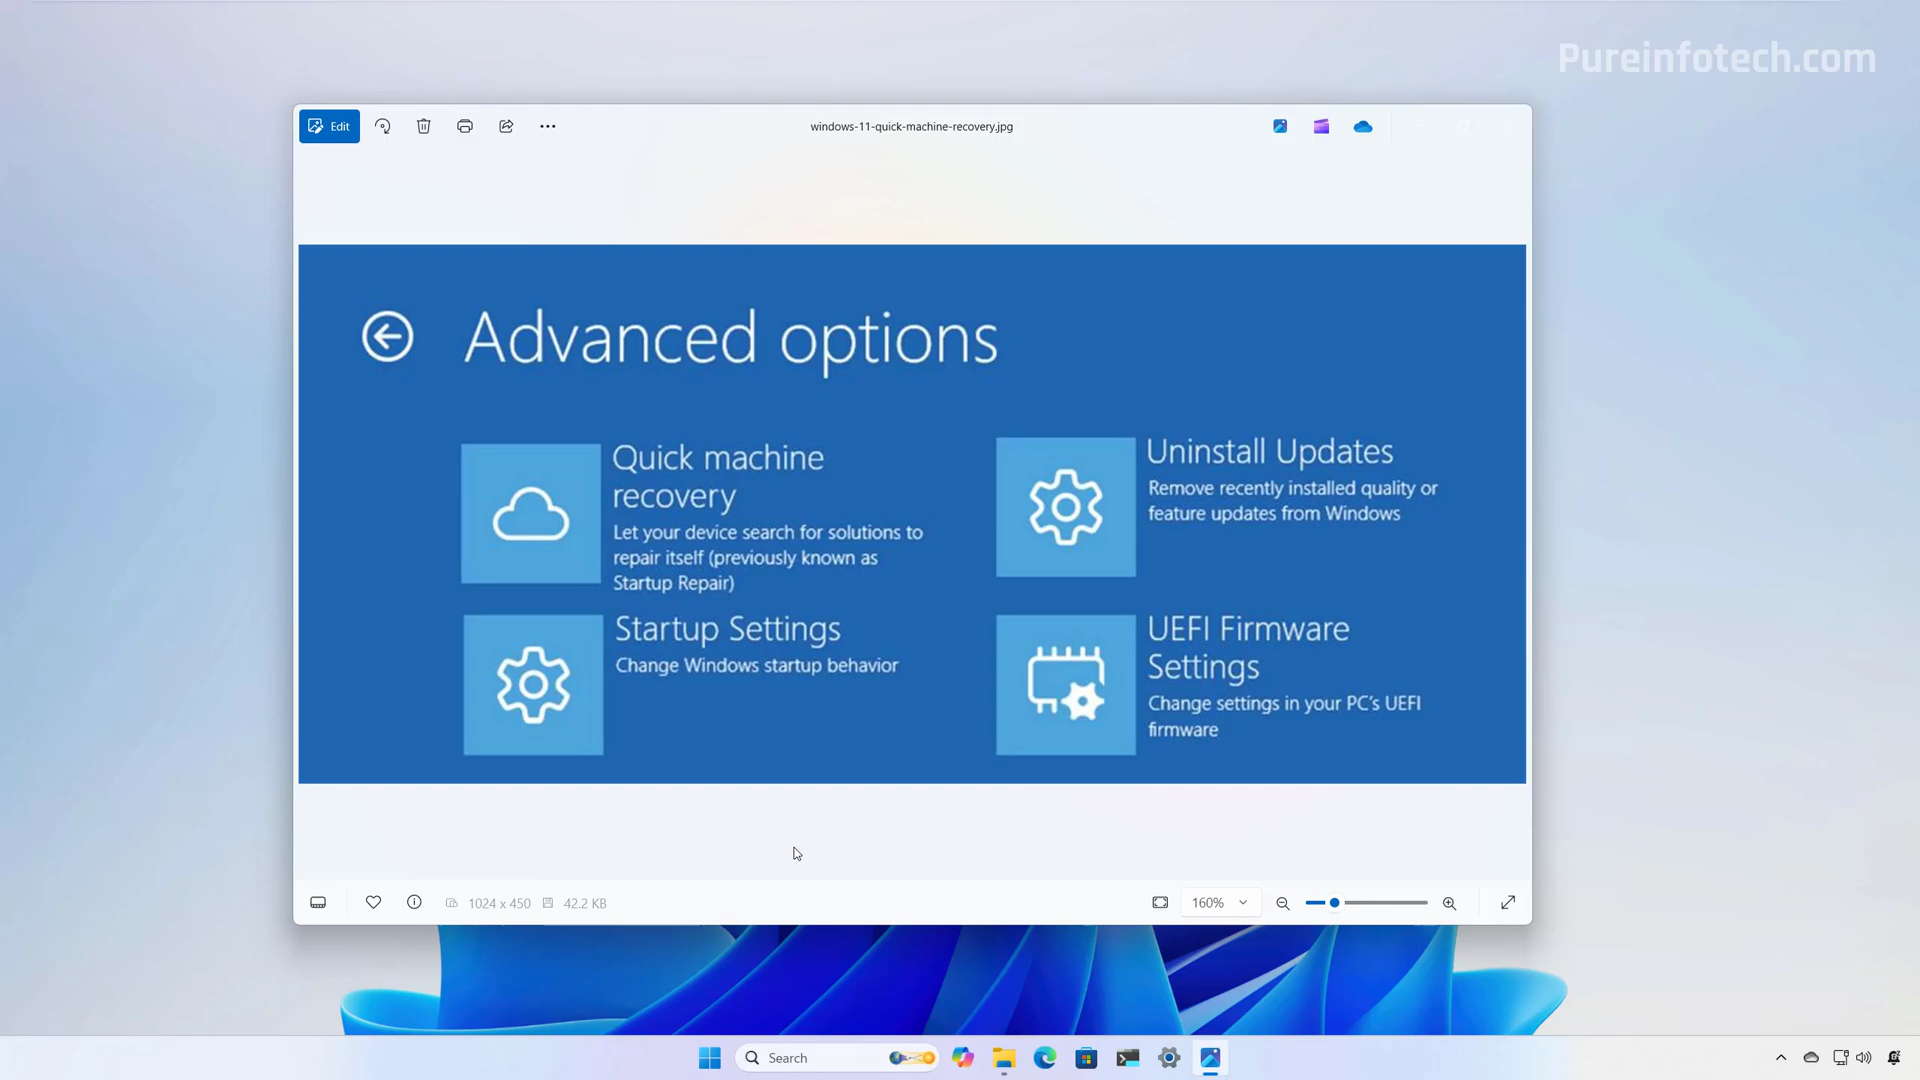 Pureinfotech.com
Edit
windows-11-quick-machine-recovery.jpg
Advanced options
Quick machine
recovery
Let your device search for solutions to
repair itself (previously known as
Startup Repair)
Uninstall Updates
Remove recently installed quality or
feature updates from Windows
Startup Settings
Change Windows startup behavior
UEFI Firmware
Settings
Change settings in your PC's UEFI
firmware
1024 x 450
42.2 KB
160%
Search